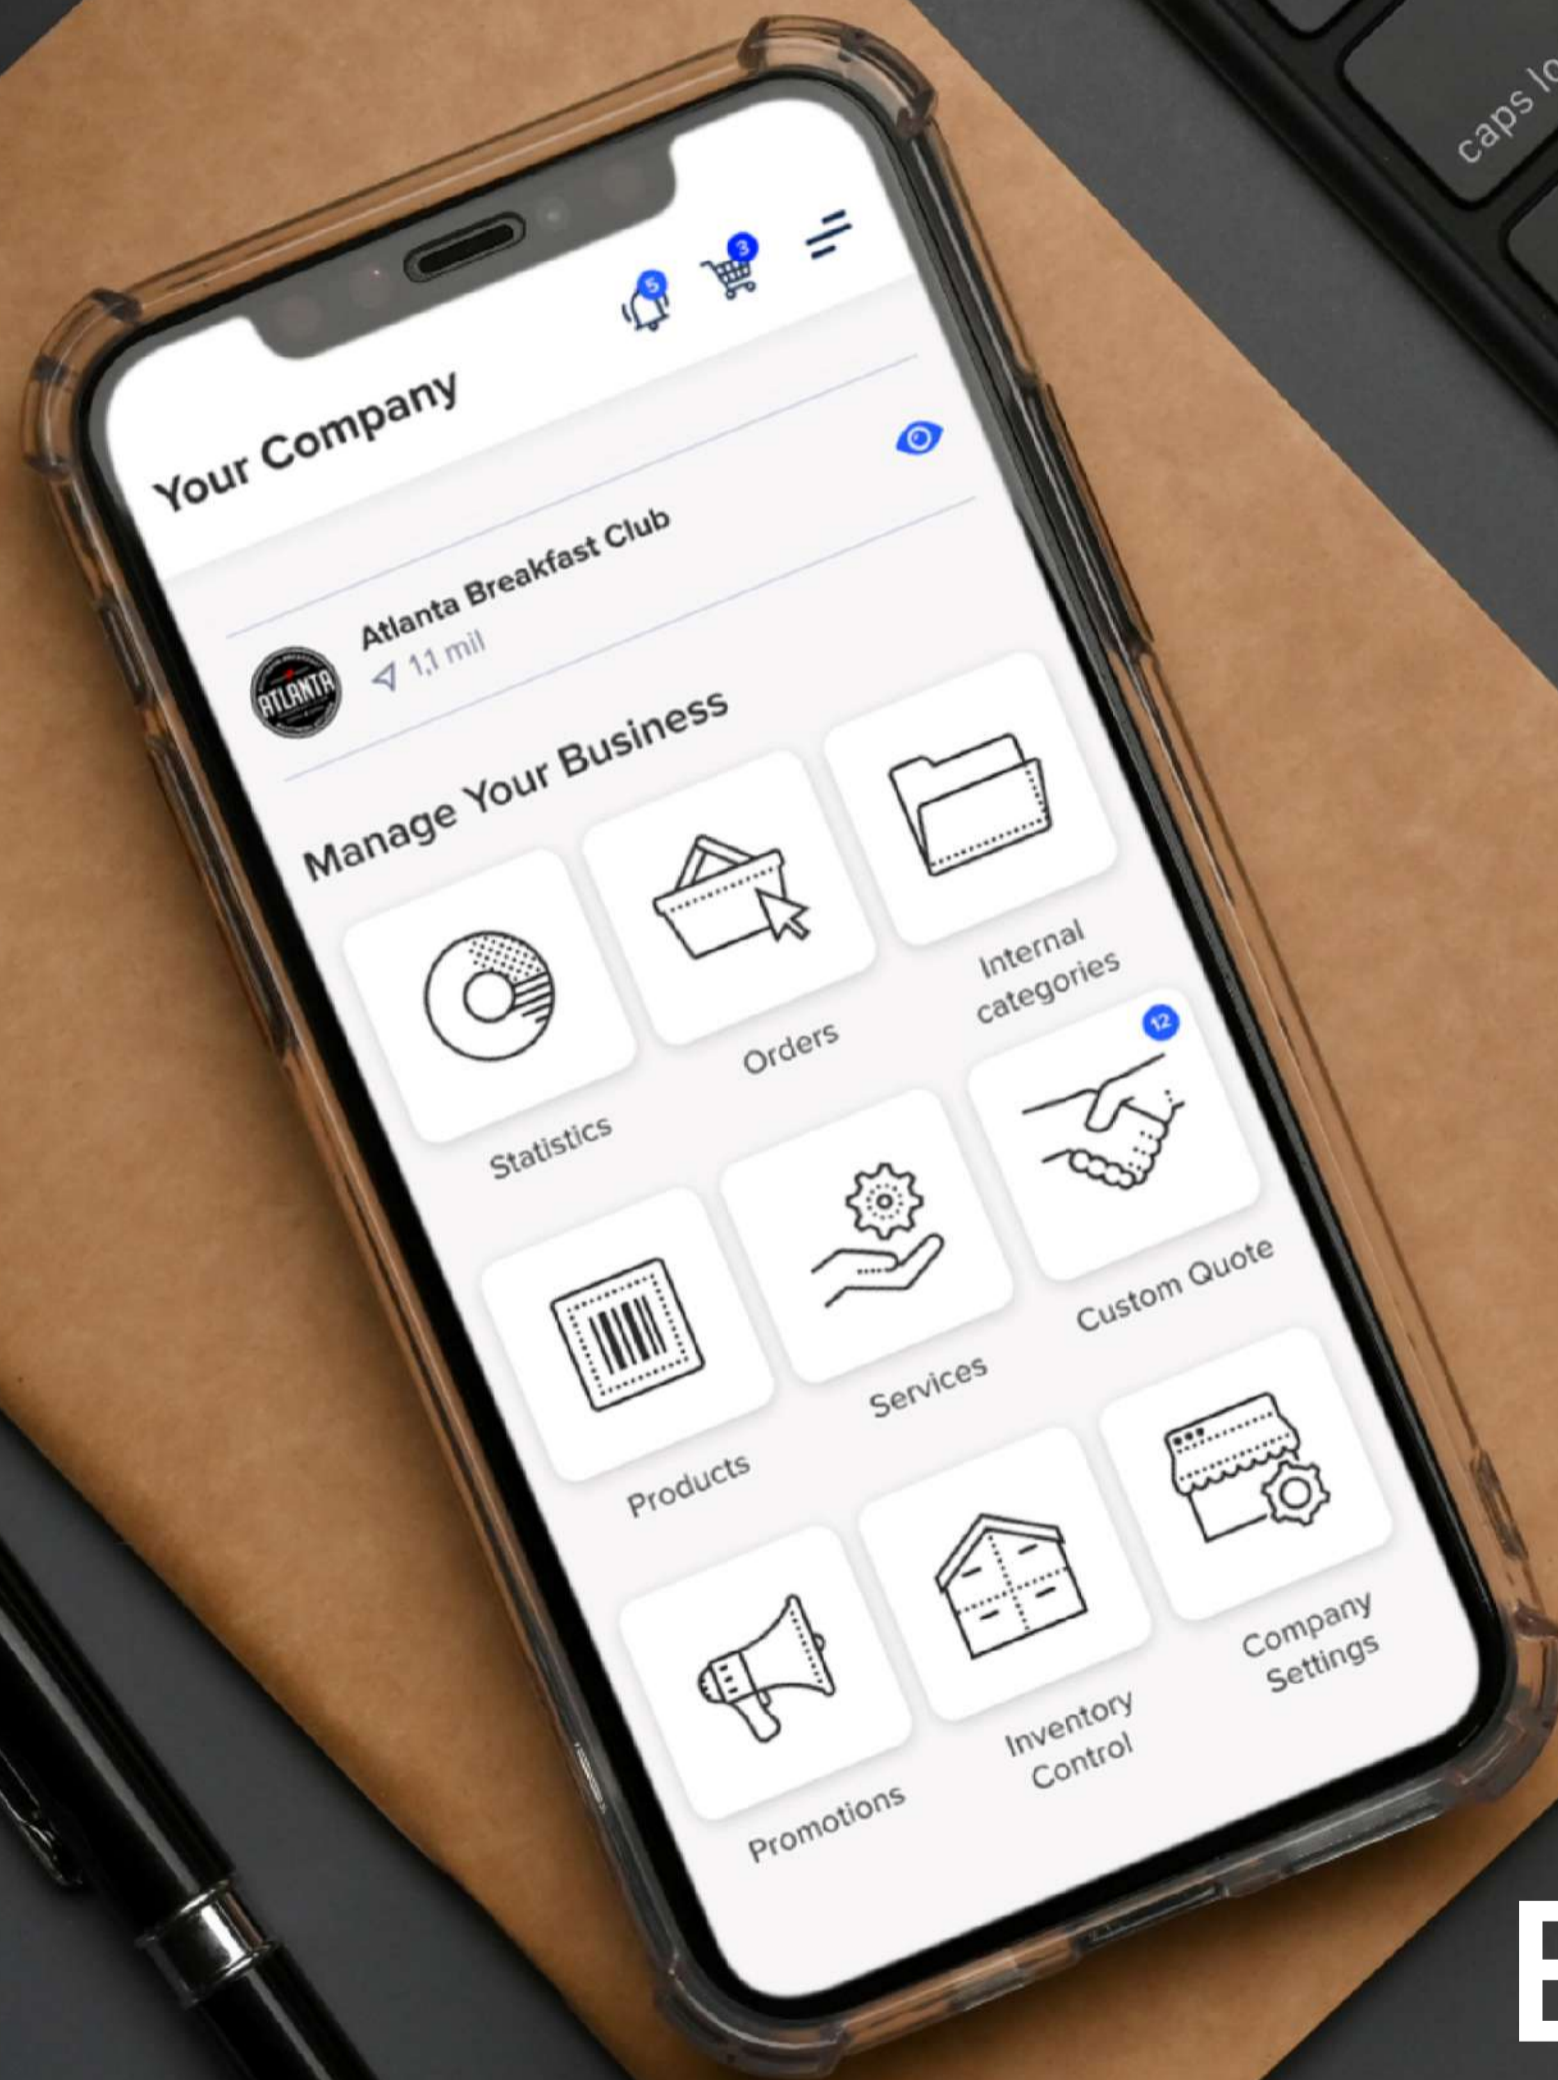 caps lo
5
3
Your Company
Atlanta Breakfast Club
1,1 mil
ATLANTA
Manage Your Business
Statistics
Orders
Internal
categories
12
Products
Services
Custom Quote
Promotions
Inventory
Control
Company
Settings
E